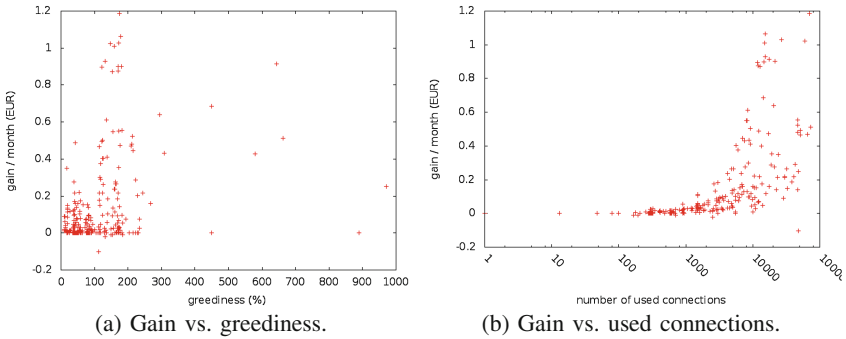 1.2
1
0.8
0.6
0.4
0.2
0
-0.2
gain / month (EUR)
0 100 200 300 400 500 600 700 800 900 1000
greediness (%)
(a) Gain vs. greediness.
1.2
1
0.8
0.6
0.4
0.2
0
-0.2
gain / month (EUR)
1 10 100 1000 10000
number of used connections
(b) Gain vs. used connections.